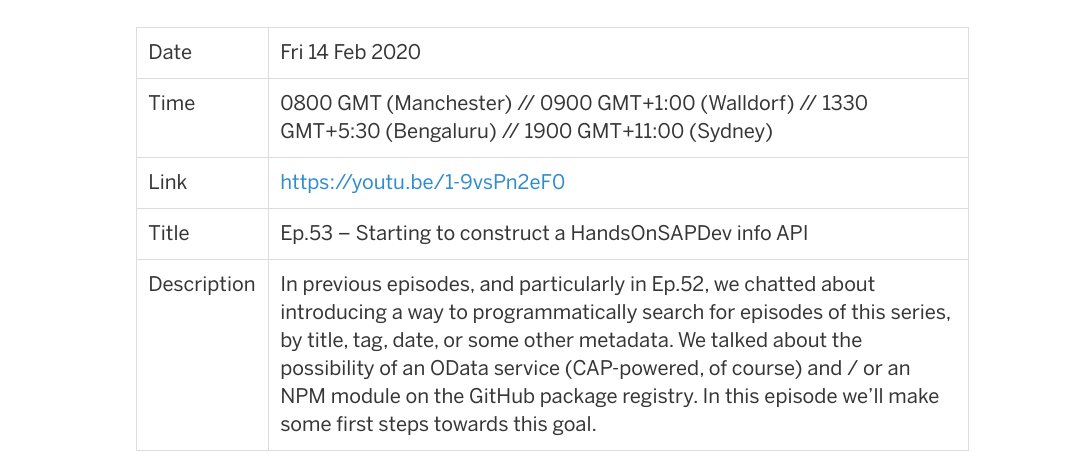 Date
Fri 14 Feb 2020
Time
0800 GMT (Manchester) // 0900 GMT+1:00 (Walldorf) // 1330
GMT+5:30 (Bengaluru) // 1900 GMT+11:00 (Sydney)
Link
https://youtu.be/1-9vsPn2eF0
Title
Ep.53 – Starting to construct a HandsOnSAPDev info API
Description
In previous episodes, and particularly in Ep.52, we chatted about
introducing a way to programmatically search for episodes of this series,
by title, tag, date, or some other metadata. We talked about the
possibility of an OData service (CAP-powered, of course) and / or an
NPM module on the GitHub package registry. In this episode we’ll make
some first steps towards this goal.